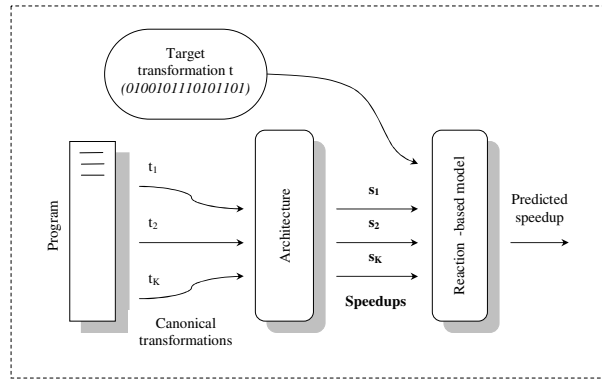 Target
transformation t
(0100101110101101)
Program
t1
t2
tK
Canonical
transformations
Architecture
s1
s2
sK
Speedups
Reaction -based model
Predicted
speedup